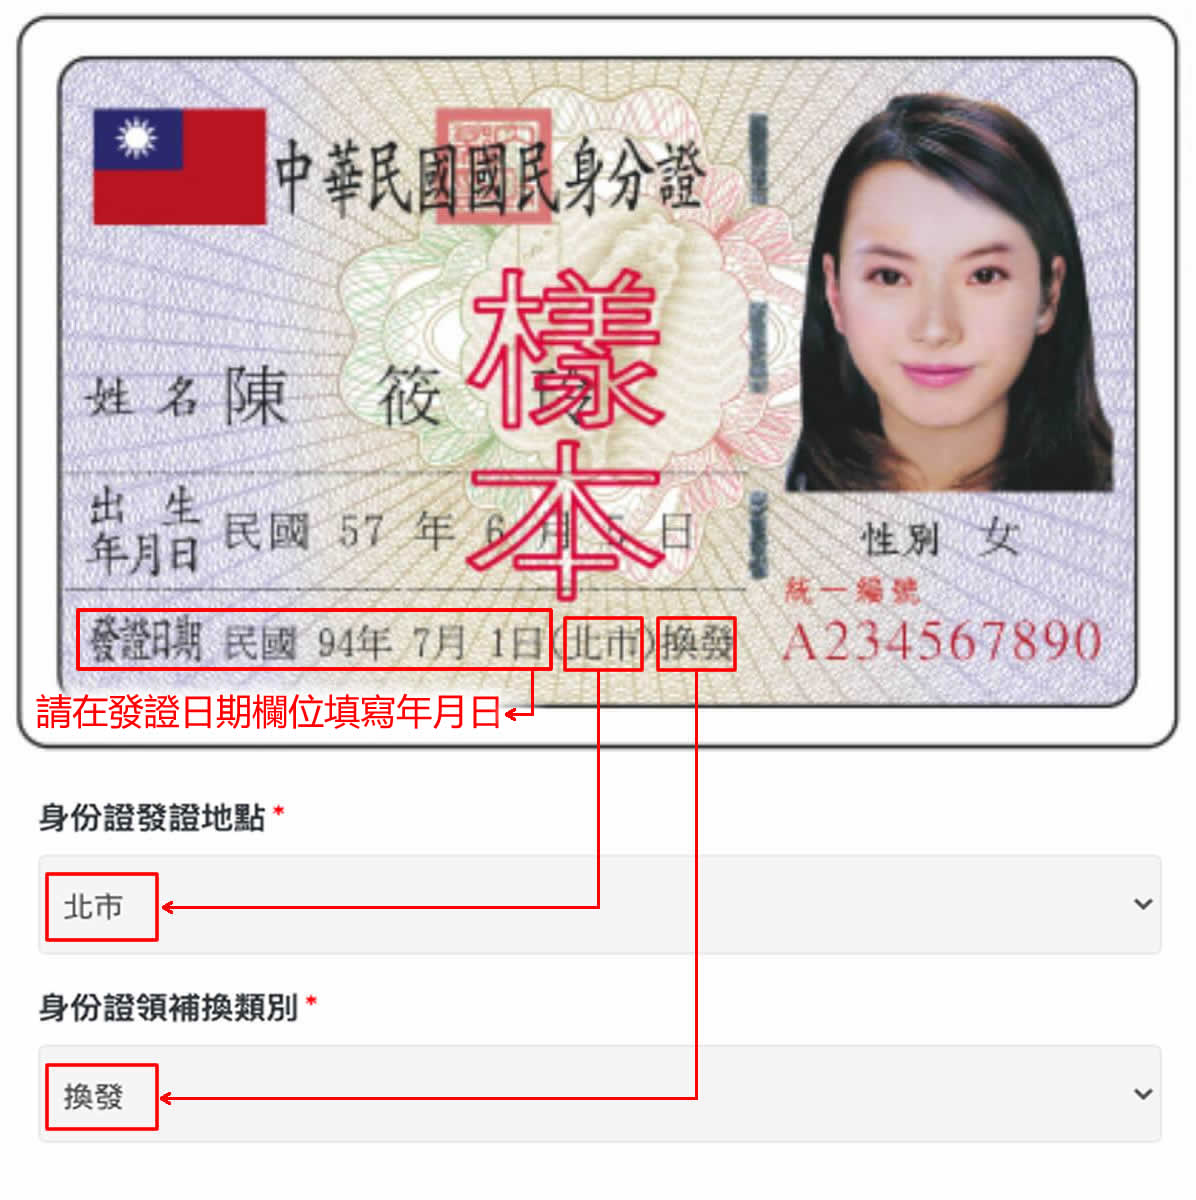 中華民國國民身分證
樣本
姓名 陳 筱 玲
出生年月日 民國 57 年 6 月 5 日
性別 女
統一編號
A234567890
發證日期 民國 94年 7月 1日 (北市) 換發
請在發證日期欄位填寫年月日
身份證發證地點 *
北市
身份證領補換類別 *
換發